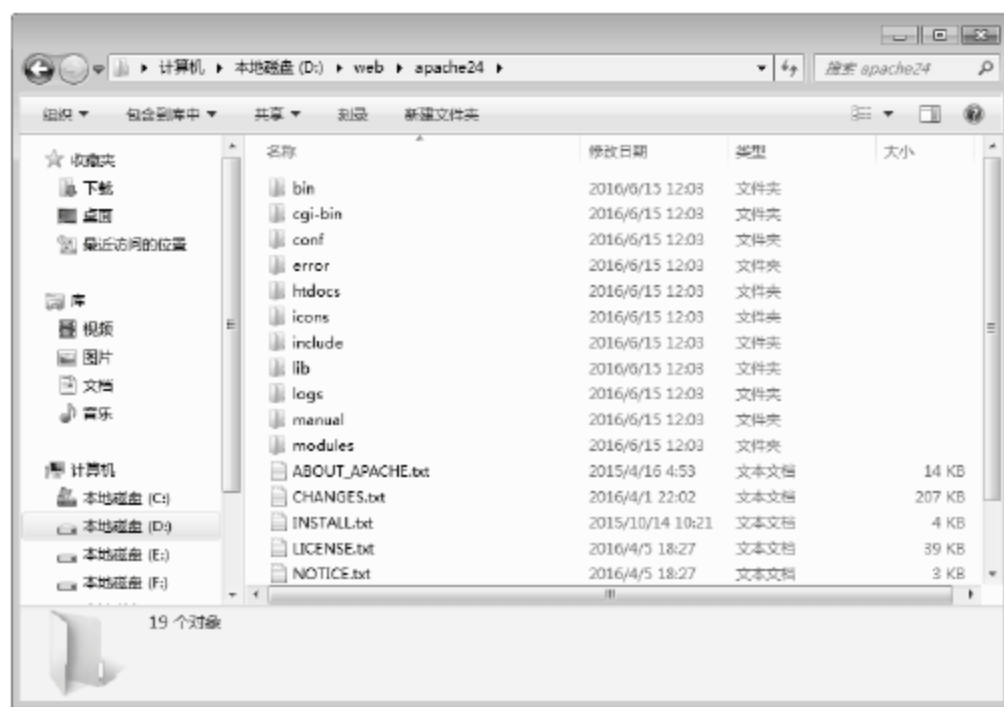 计算机 本地磁盘 (D:) web apache24 搜索 apache24
组织 包含到库中 共享 刻录 新建文件夹
收藏夹
下载
桌面
最近访问的位置
库
视频
图片
文档
音乐
计算机
本地磁盘 (C:)
本地磁盘 (D:)
本地磁盘 (E:)
本地磁盘 (F:)
名称 修改日期 类型 大小
bin 2016/6/15 12:03 文件夹
cgi-bin 2016/6/15 12:03 文件夹
conf 2016/6/15 12:03 文件夹
error 2016/6/15 12:03 文件夹
htdocs 2016/6/15 12:03 文件夹
icons 2016/6/15 12:03 文件夹
include 2016/6/15 12:03 文件夹
lib 2016/6/15 12:03 文件夹
logs 2016/6/15 12:03 文件夹
manual 2016/6/15 12:03 文件夹
modules 2016/6/15 12:03 文件夹
ABOUT_APACHE.txt 2015/4/16 4:53 文本文档 14 KB
CHANGES.txt 2016/4/1 22:02 文本文档 207 KB
INSTALL.txt 2015/10/14 10:21 文本文档 4 KB
LICENSE.txt 2016/4/5 18:27 文本文档 39 KB
NOTICE.txt 2016/4/5 18:27 文本文档 3 KB
19 个对象